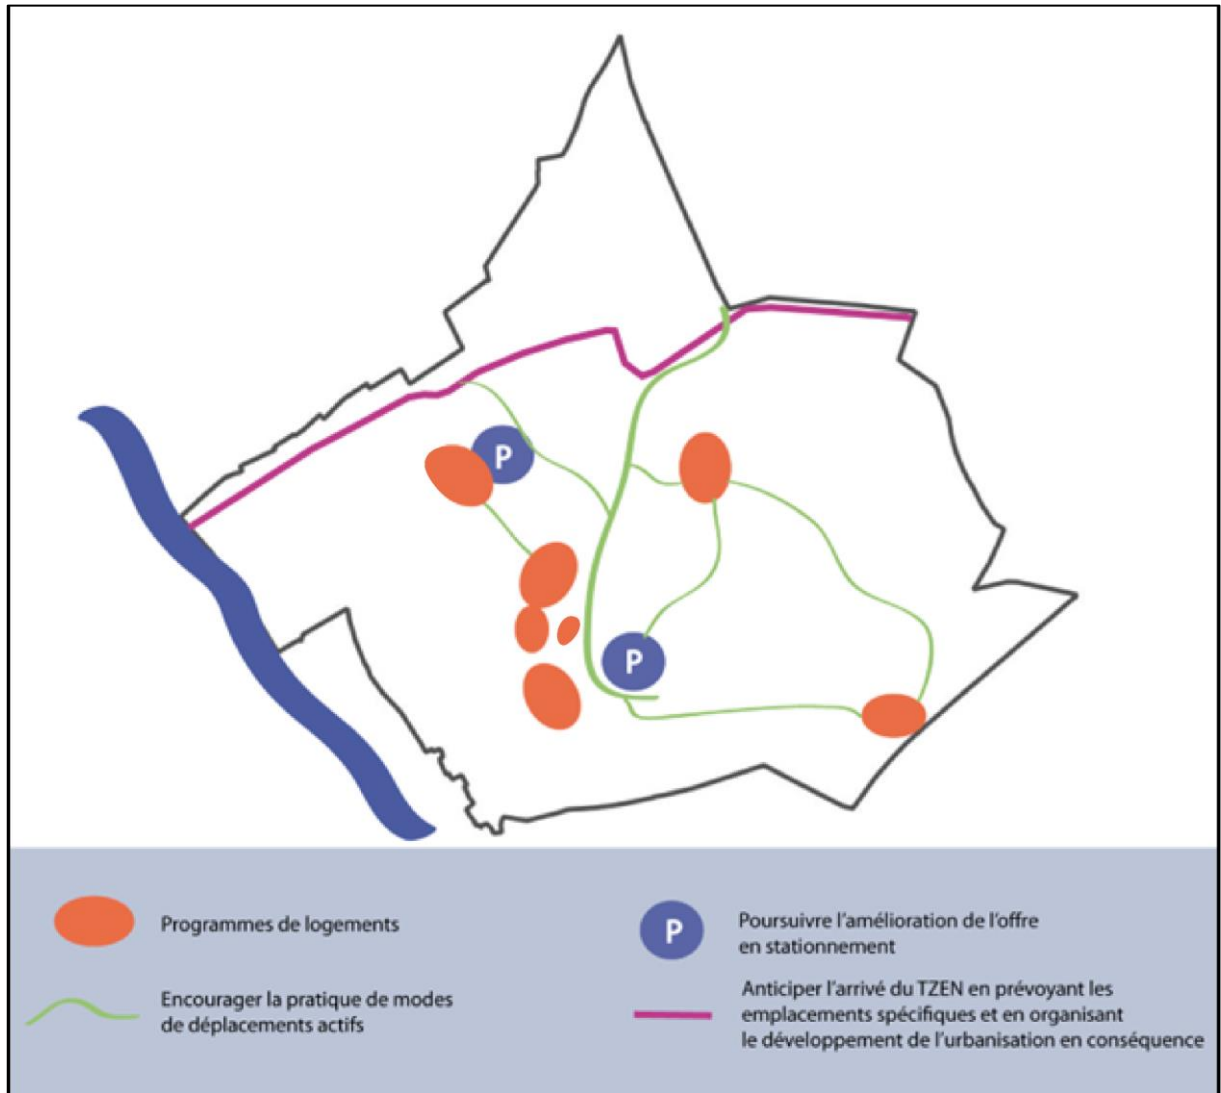 P
P
Programmes de logements
Encourager la pratique de modes
de déplacements actifs
P
Poursuivre l'amélioration de l'offre
en stationnement
Anticiper l'arrivé du TZEN en prévoyant les
emplacements spécifiques et en organisant
le développement de l'urbanisation en conséquence